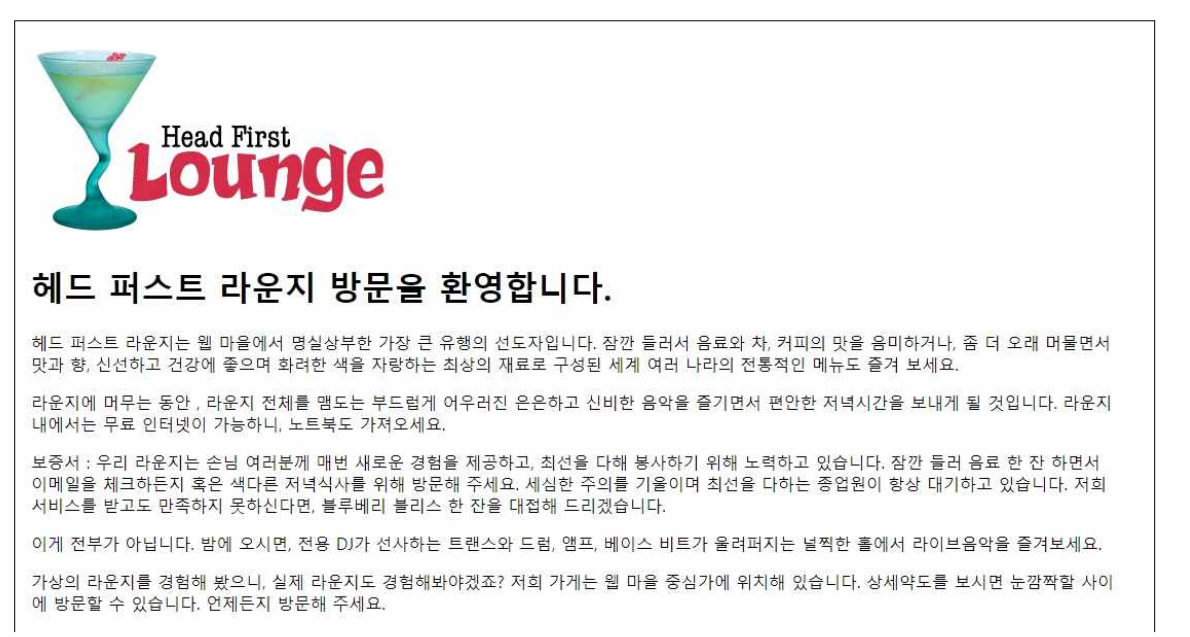 Head First
Lounge
헤드 퍼스트 라운지 방문을 환영합니다.
헤드 퍼스트 라운지는 웹 마을에서 명실상부한 가장 큰 유행의 선도자입니다. 잠깐 들러서 음료와 차, 커피의 맛을 음미하거나, 좀 더 오래 머물면서
맛과 향, 신선하고 건강에 좋으며 화려한 색을 자랑하는 최상의 재료로 구성된 세계 여러 나라의 전통적인 메뉴도 즐겨 보세요.
라운지에 머무는 동안 , 라운지 전체를 맴도는 부드럽게 어우러진 은은하고 신비한 음악을 즐기면서 편안한 저녁시간을 보내게 될 것입니다. 라운지
내에서는 무료 인터넷이 가능하니, 노트북도 가져오세요.
보증서 : 우리 라운지는 손님 여러분께 매번 새로운 경험을 제공하고, 최선을 다해 봉사하기 위해 노력하고 있습니다. 잠깐 들러 음료 한 잔 하면서
이메일을 체크하든지 혹은 색다른 저녁식사를 위해 방문해 주세요. 세심한 주의를 기울이며 최선을 다하는 종업원이 항상 대기하고 있습니다. 저희
서비스를 받고도 만족하지 못하신다면, 블루베리 블리스 한 잔을 대접해 드리겠습니다.
이게 전부가 아닙니다. 밤에 오시면, 전용 DJ가 선사하는 트랜스와 드럼, 앰프, 베이스 비트가 울려퍼지는 널찍한 홀에서 라이브음악을 즐겨보세요.
가상의 라운지를 경험해 봤으니, 실제 라운지도 경험해봐야겠죠? 저희 가게는 웹 마을 중심가에 위치해 있습니다. 상세약도를 보시면 눈깜짝할 사이
에 방문할 수 있습니다. 언제든지 방문해 주세요.